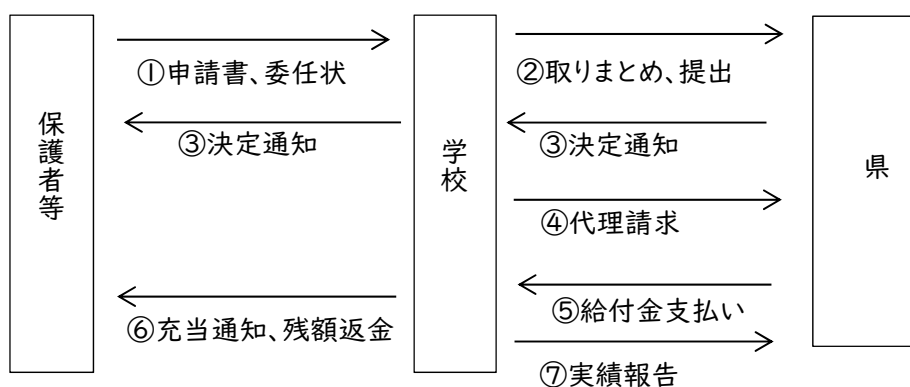 保護者等
学校
県
①申請書、委任状
②取りまとめ、提出
③決定通知
③決定通知
④代理請求
⑤給付金支払い
⑥充当通知、残額返金
⑦実績報告